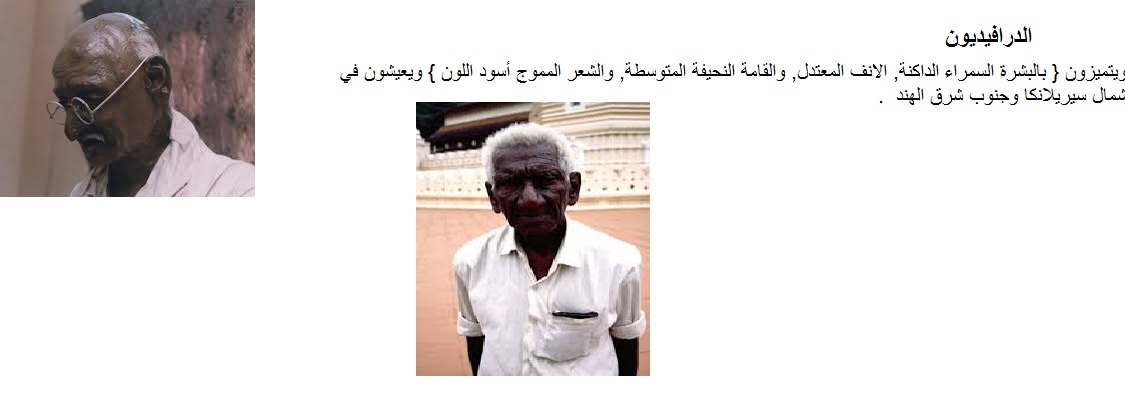 الدرافيديون
ويتميزون { بالبشرة السمراء الداكنة, الانف المعتدل, والقامة النحيفة المتوسطة, والشعر المموج أسود اللون } ويعيشون في
شمال سيريلانكا وجنوب شرق الهند .